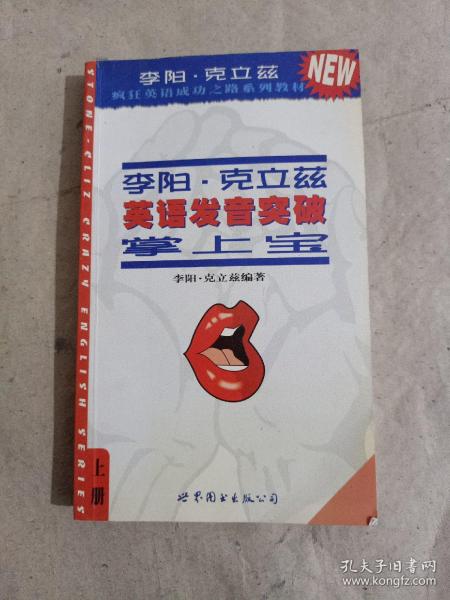 李阳·克立兹
NEW
疯狂英语成功之路系列教材
李阳·克立兹
英语发音突破
掌上宝
李阳·克立兹编著
STONE-CLIZ CRAZY ENGLISH SERIES
上册
世界图书出版公司
孔夫子旧书网
www.kongfz.com